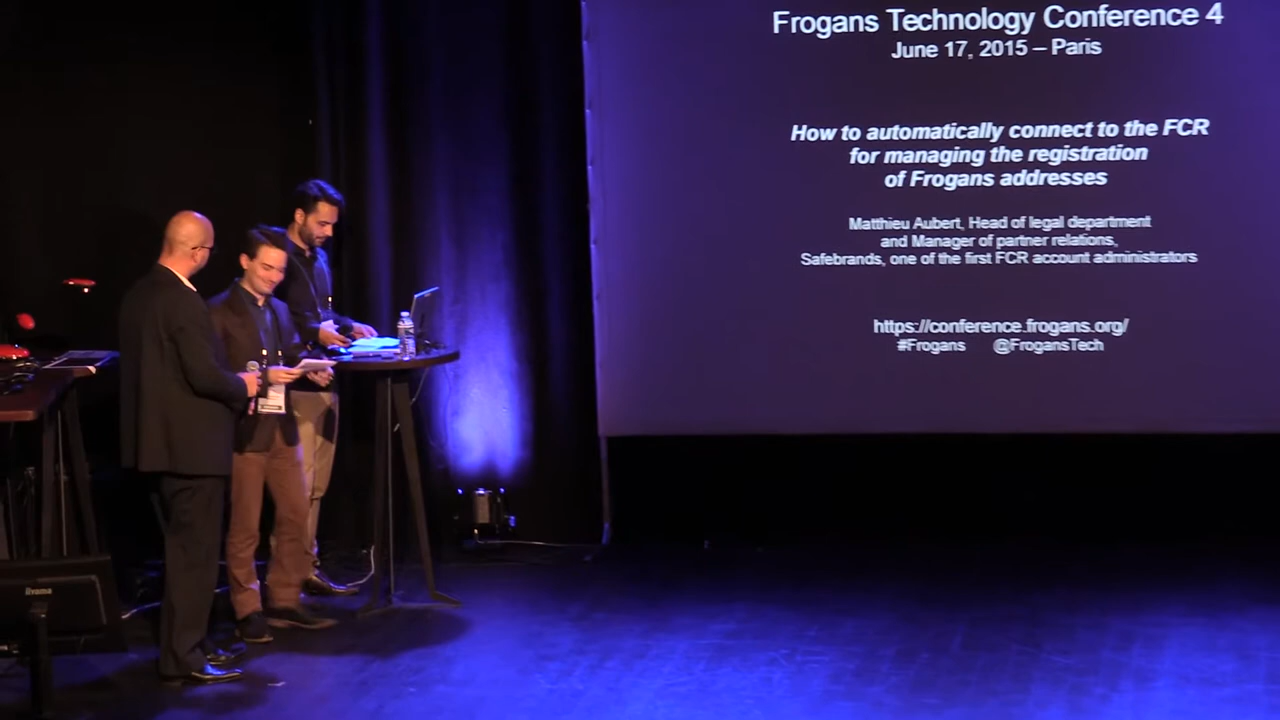 Frogans Technology Conference 4
June 17, 2015 – Paris
How to automatically connect to the FCR
for managing the registration
of Frogans addresses
Matthieu Aubert, Head of legal department
and Manager of partner relations,
Safebrands, one of the first FCR account administrators
https://conference.frogans.org/
#Frogans @FrogansTech
iiyama